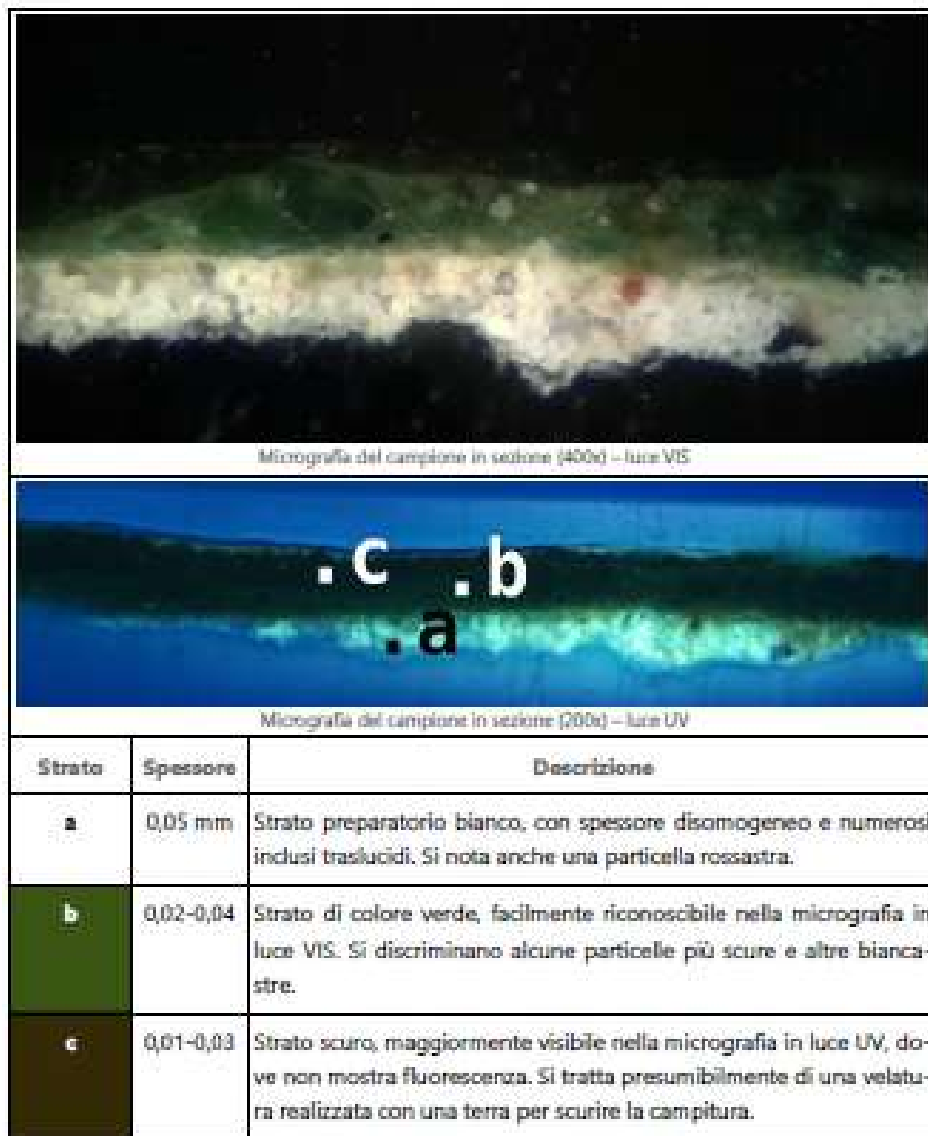 Micrografia del campione in sezione (400x) – luce VIS
c
b
a
Micrografia del campione in sezione (200x) – luce UV
Strato Spessore Descrizione
a 0,05 mm Strato preparatorio bianco, con spessore disomogeneo e numerosi
inclusi traslucidi. Si nota anche una particella rossastra.
b 0,02-0,04 Strato di colore verde, facilmente riconoscibile nella micrografia in
luce VIS. Si discriminano alcune particelle più scure e altre bianca-
stre.
c 0,01-0,03 Strato scuro, maggiormente visibile nella micrografia in luce UV, do-
ve non mostra fluorescenza. Si tratta presumibilmente di una velatu-
ra realizzata con una terra per scurire la campitura.